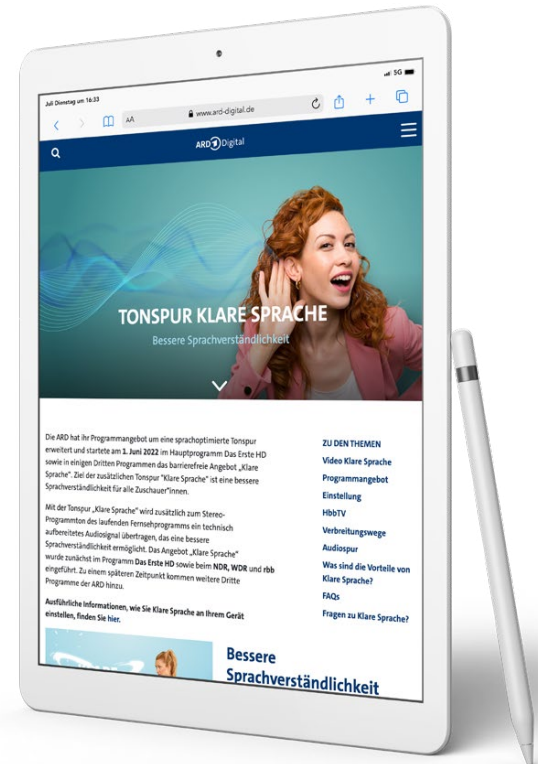 Juli Dienstag um 16:33
5G
AA
www.ard-digital.de
ARD 1 Digital
TONSPUR KLARE SPRACHE
Bessere Sprachverständlichkeit
Die ARD hat ihr Programmangebot um eine sprachoptimierte Tonspur
erweitert und startete am 1. Juni 2022 im Hauptprogramm Das Erste HD
sowie in einigen Dritten Programmen das barrierefreie Angebot „Klare
Sprache“. Ziel der zusätzlichen Tonspur "Klare Sprache" ist eine bessere
Sprachverständlichkeit für alle Zuschauer*innen.
Mit der Tonspur „Klare Sprache“ wird zusätzlich zum Stereo-
Programmton des laufenden Fernsehprogramms ein technisch
aufbereitetes Audiosignal übertragen, das eine bessere
Sprachverständlichkeit ermöglicht. Das Angebot „Klare Sprache“
wurde zunächst im Programm Das Erste HD sowie beim NDR, WDR und rbb
eingeführt. Zu einem späteren Zeitpunkt kommen weitere Dritte
Programme der ARD hinzu.
Ausführliche Informationen, wie Sie Klare Sprache an Ihrem Gerät
einstellen, finden Sie hier.
ZU DEN THEMEN
Video Klare Sprache
Programmangebot
Einstellung
HbbTV
Verbreitungswege
Audiospur
Was sind die Vorteile von
Klare Sprache?
FAQs
Fragen zu Klare Sprache?
Bessere
Sprachverständlichkeit